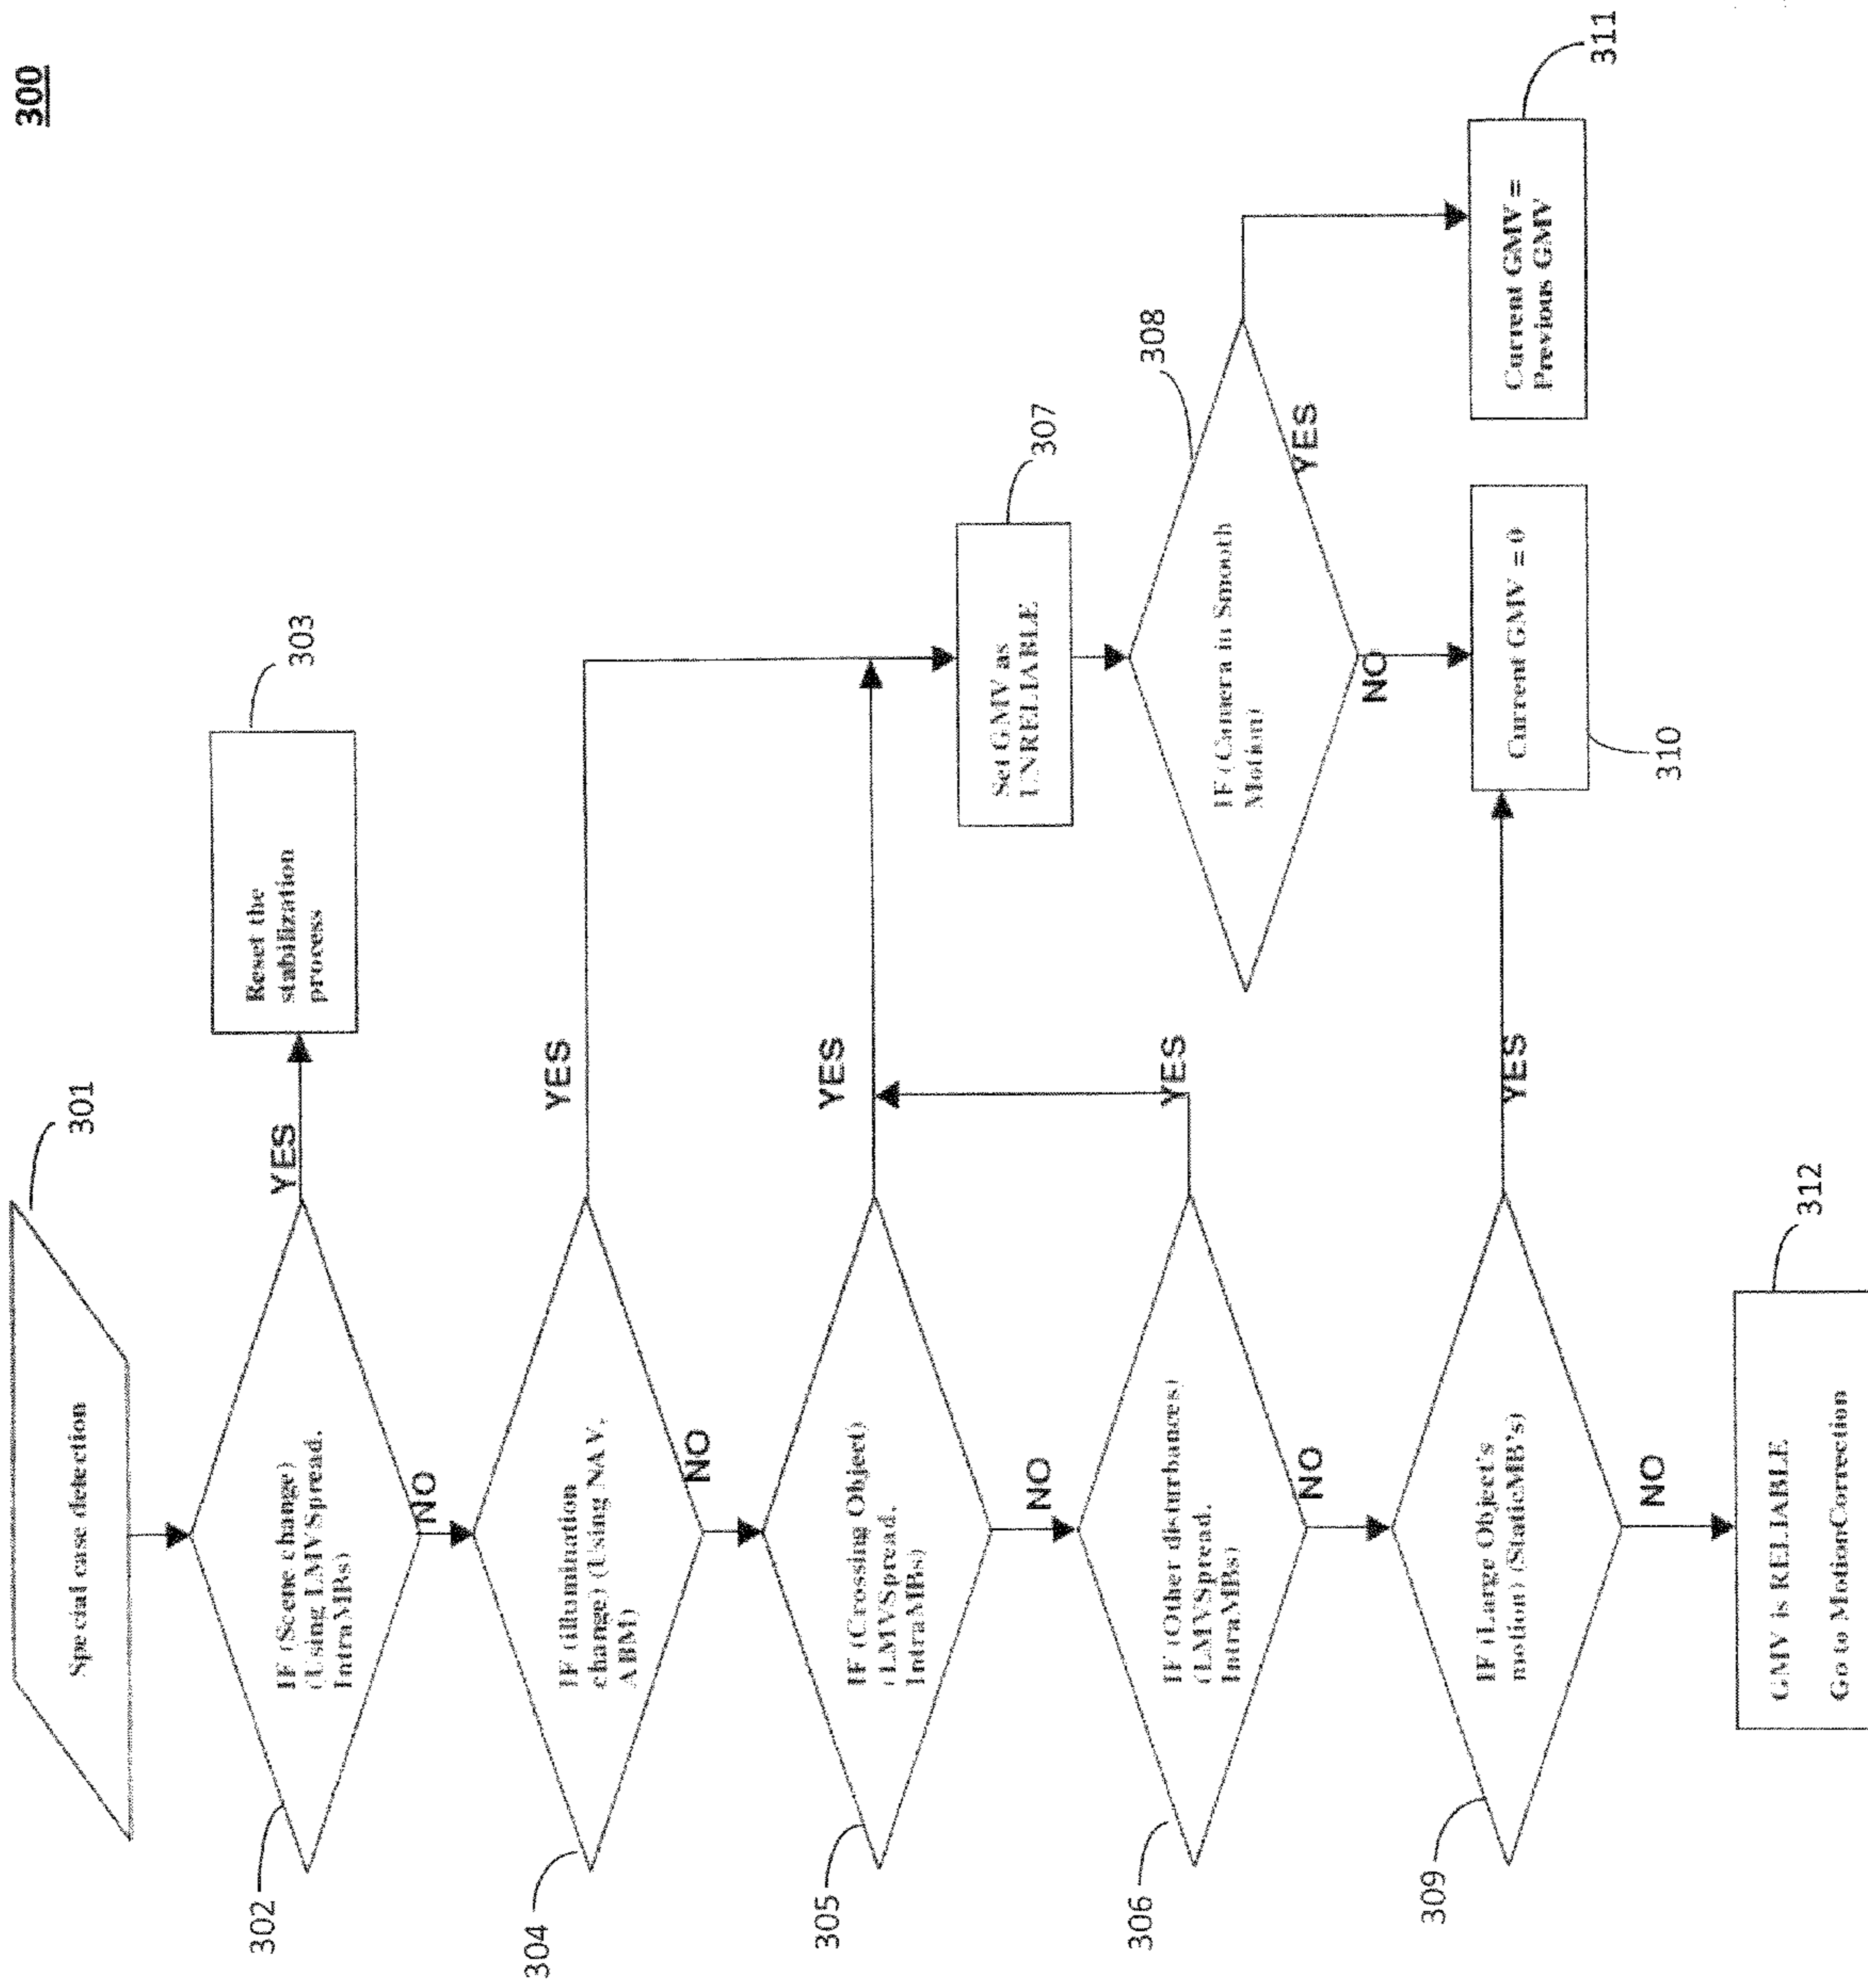 300
301
Special case detection
302
IF (Scene change)
(Using LMVSpread,
IntraMBs)
YES
NO
303
Reset the
stabilization
process
304
IF (illumination
change) (Using NAV,
ABM)
YES
NO
305
IF (Crossing Object)
(LMVSpread,
IntraMBs)
YES
NO
306
IF (Other disturbances)
(LMVSpread,
IntraMBs)
YES
NO
307
Set GMV as
UNRELIABLE
308
IF (Camera in Smooth
Motion)
YES
NO
309
IF (Large Object's
motion) (StaticMB's)
YES
NO
310
Current GMV = 0
311
Current GMV =
Previous GMV
312
GMV is RELIABLE
Go to MotionCorrection